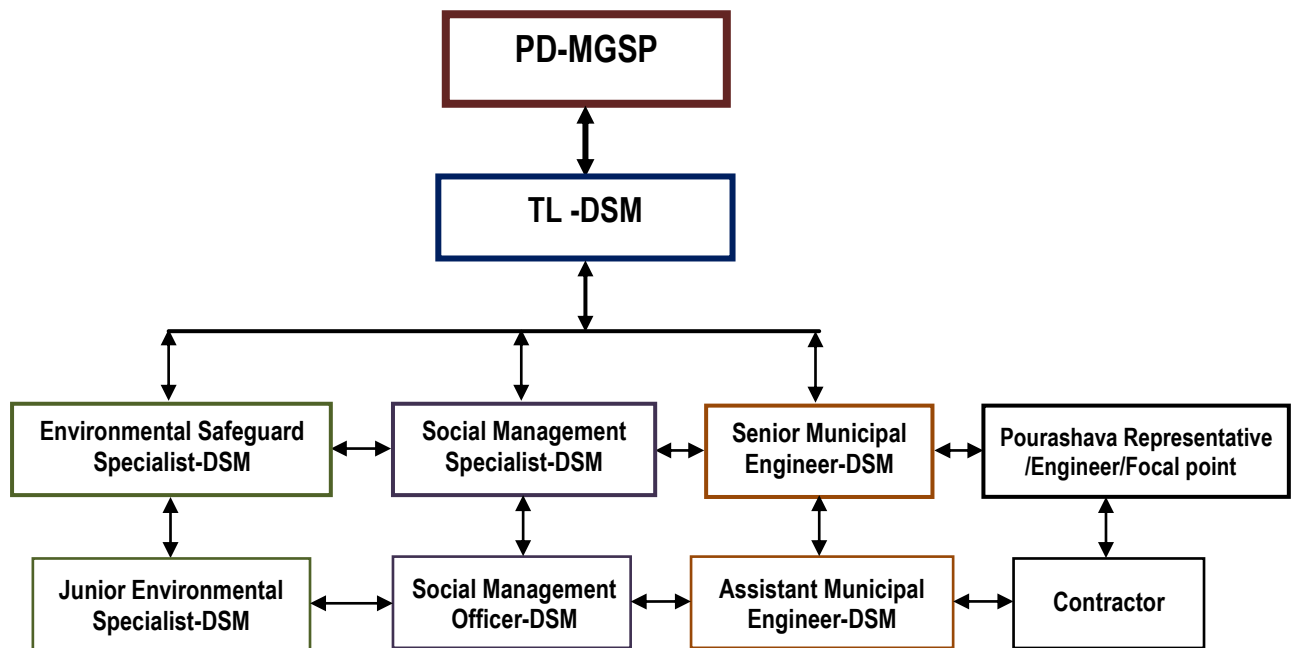 PD-MGSP
TL -DSM
Environmental Safeguard
Specialist-DSM
Social Management
Specialist-DSM
Senior Municipal
Engineer-DSM
Pourashava Representative
/Engineer/Focal point
Junior Environmental
Specialist-DSM
Social Management
Officer-DSM
Assistant Municipal
Engineer-DSM
Contractor